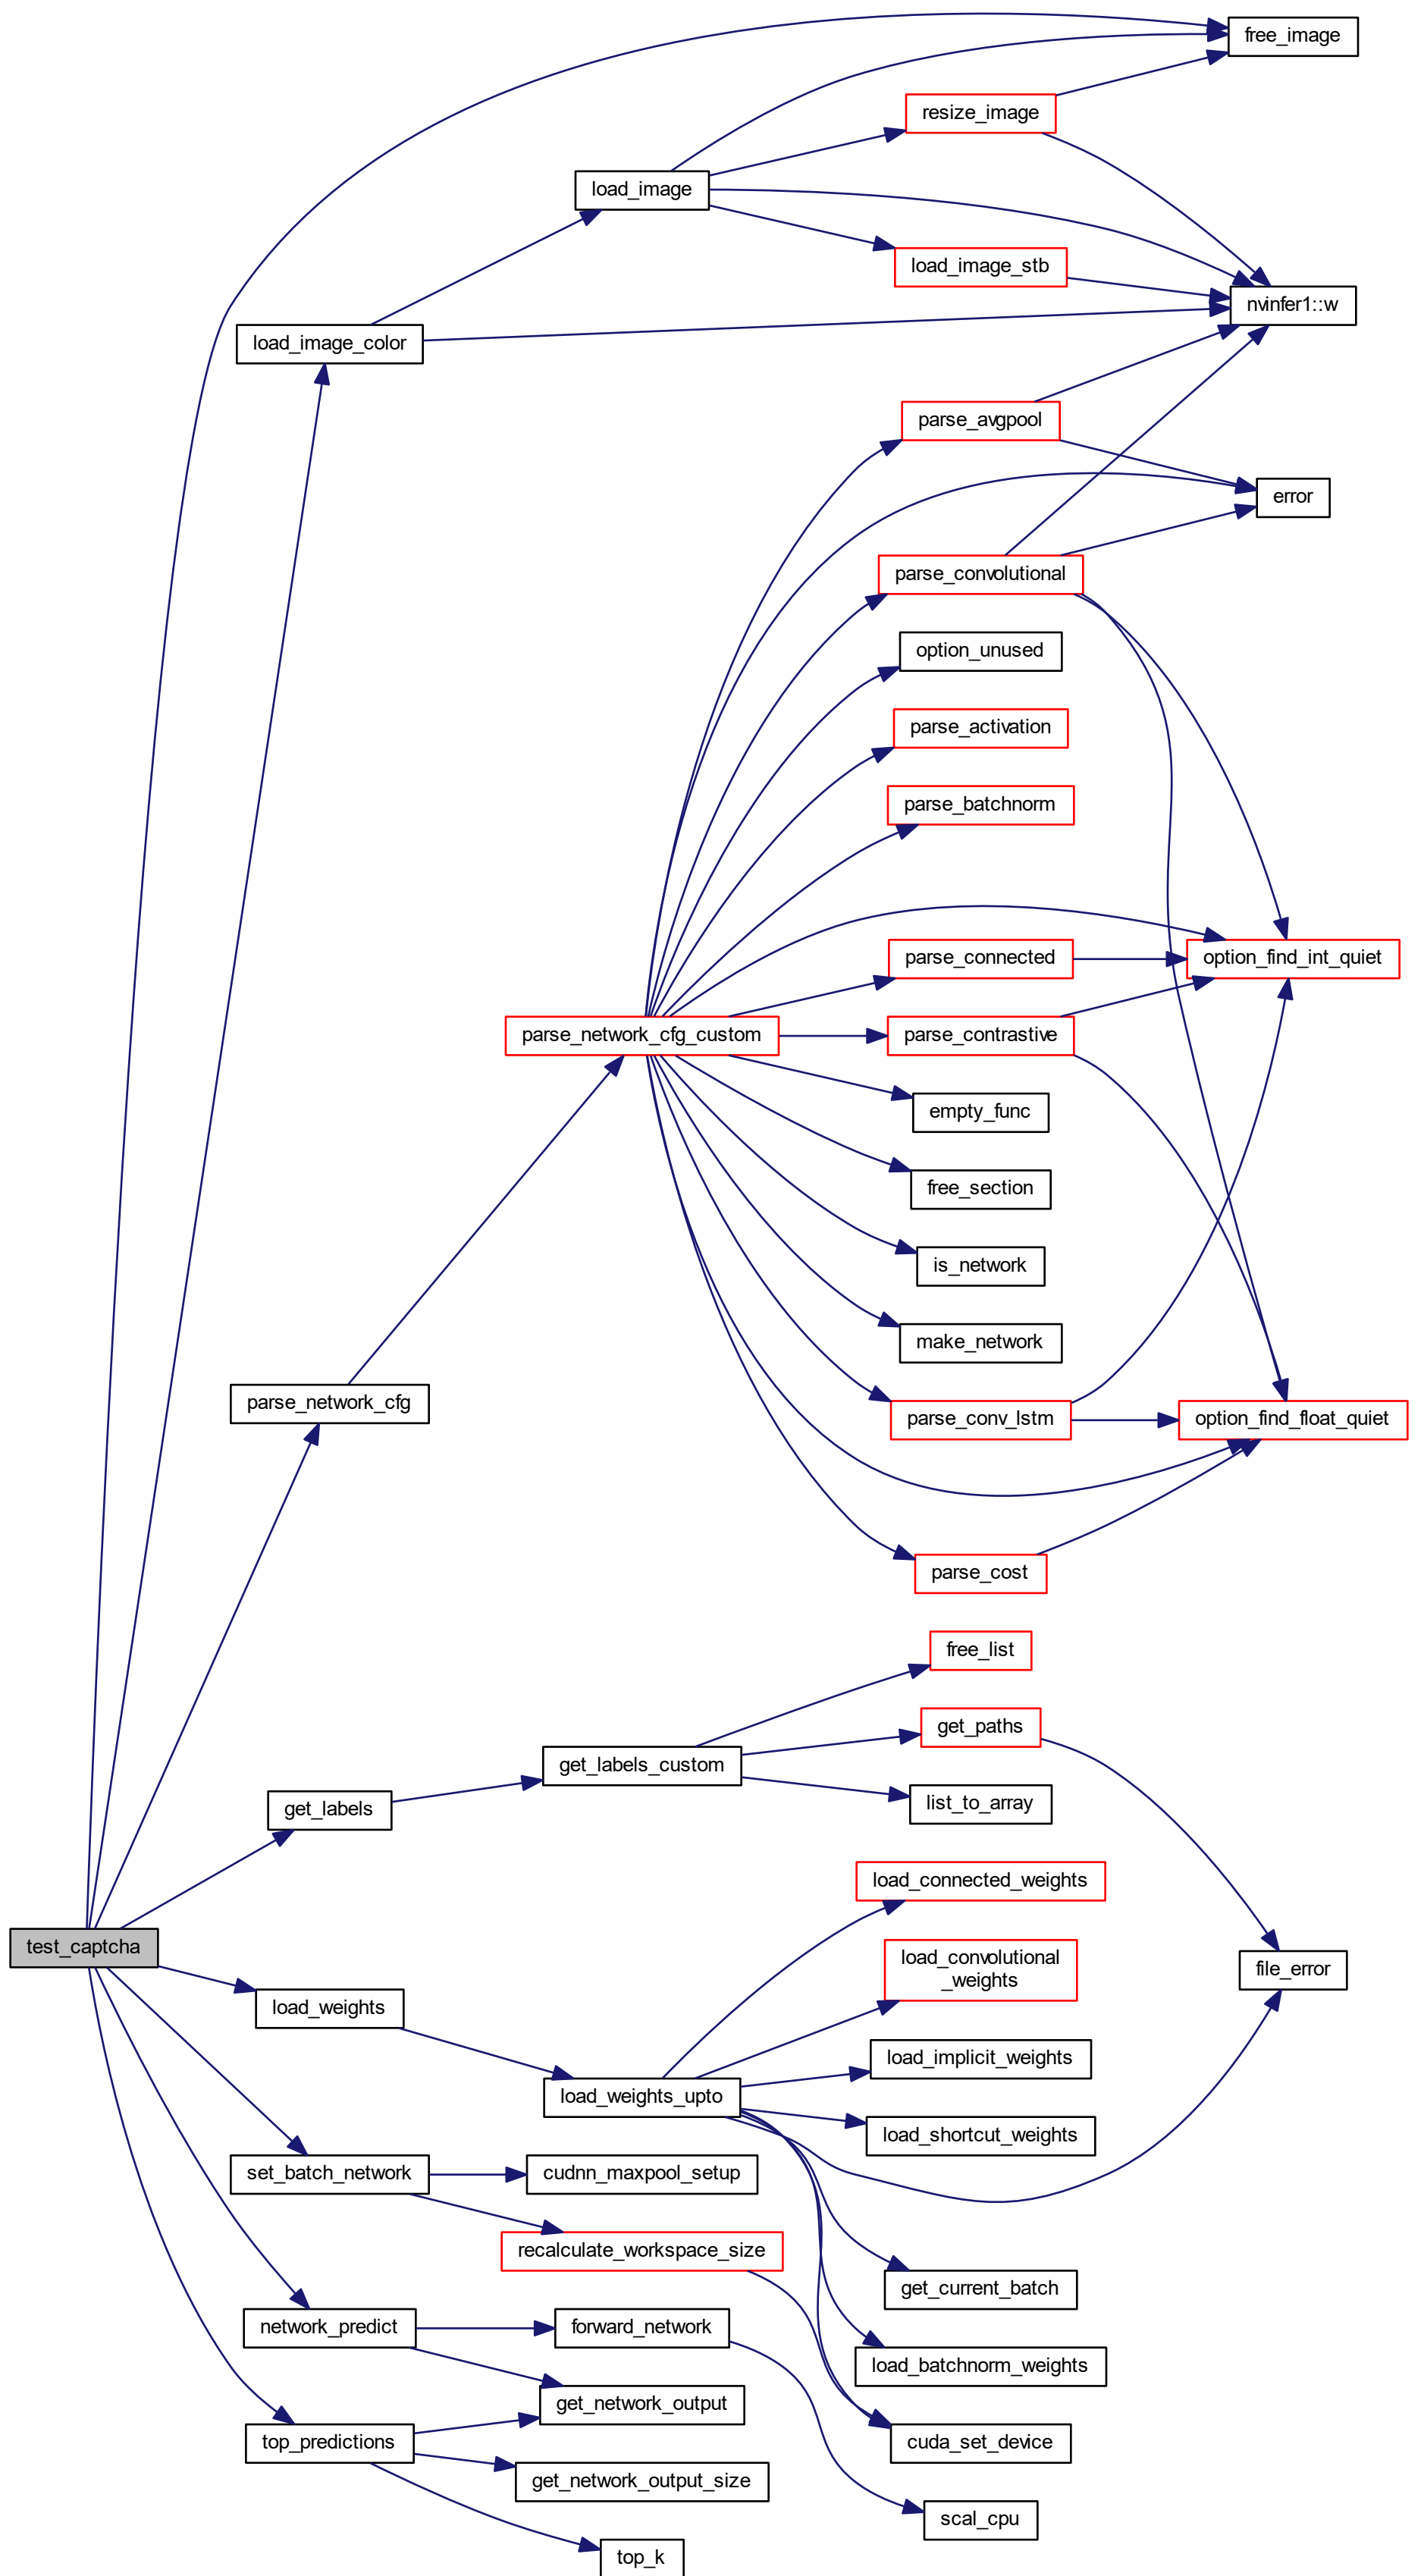 free_image
resize_image
load_image
load_image_stb
nvinfer1::w
load_image_color
parse_avgpool
error
parse_convolutional
option_unused
parse_activation
parse_batchnorm
parse_connected
option_find_int_quiet
parse_network_cfg_custom
parse_contrastive
empty_func
free_section
is_network
make_network
parse_network_cfg
parse_conv_lstm
option_find_float_quiet
parse_cost
free_list
get_paths
get_labels_custom
list_to_array
get_labels
load_connected_weights
test_captcha
load_convolutional
_weights
file_error
load_weights
load_implicit_weights
load_weights_upto
load_shortcut_weights
set_batch_network
cudnn_maxpool_setup
recalculate_workspace_size
get_current_batch
network_predict
forward_network
load_batchnorm_weights
get_network_output
top_predictions
cuda_set_device
get_network_output_size
scal_cpu
top_k